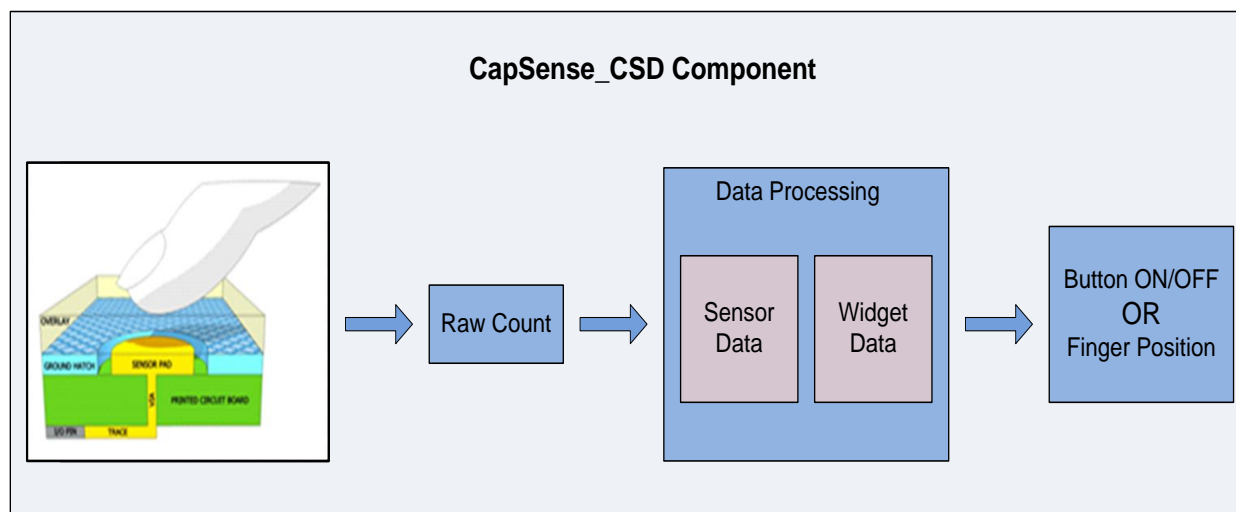 CapSense_CSD Component
OVERLAY
GROUND HATCH
SENSOR PAD
VIA
PRINTED CIRCUIT BOARD
I/O PIN
TRACE
Raw Count
Data Processing
Sensor
Data
Widget
Data
Button ON/OFF
OR
Finger Position